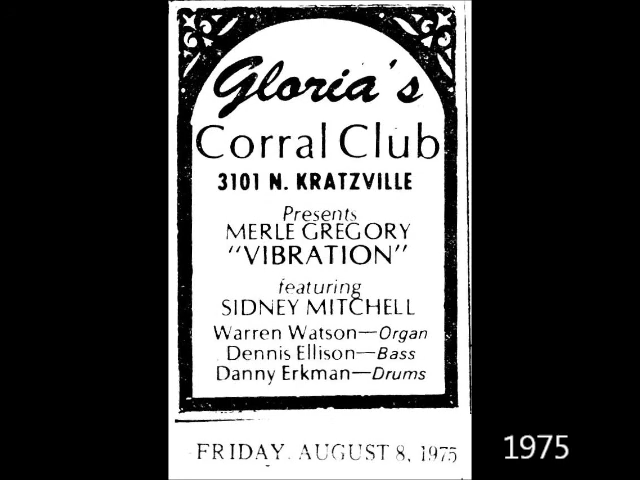 Gloria's
Corral Club
3101 N. KRATZVILLE
Presents
MERLE GREGORY
"VIBRATION"
featuring
SIDNEY MITCHELL
Warren Watson—Organ
Dennis Ellison—Bass
Danny Erkman—Drums
FRIDAY, AUGUST 8, 1975
1975